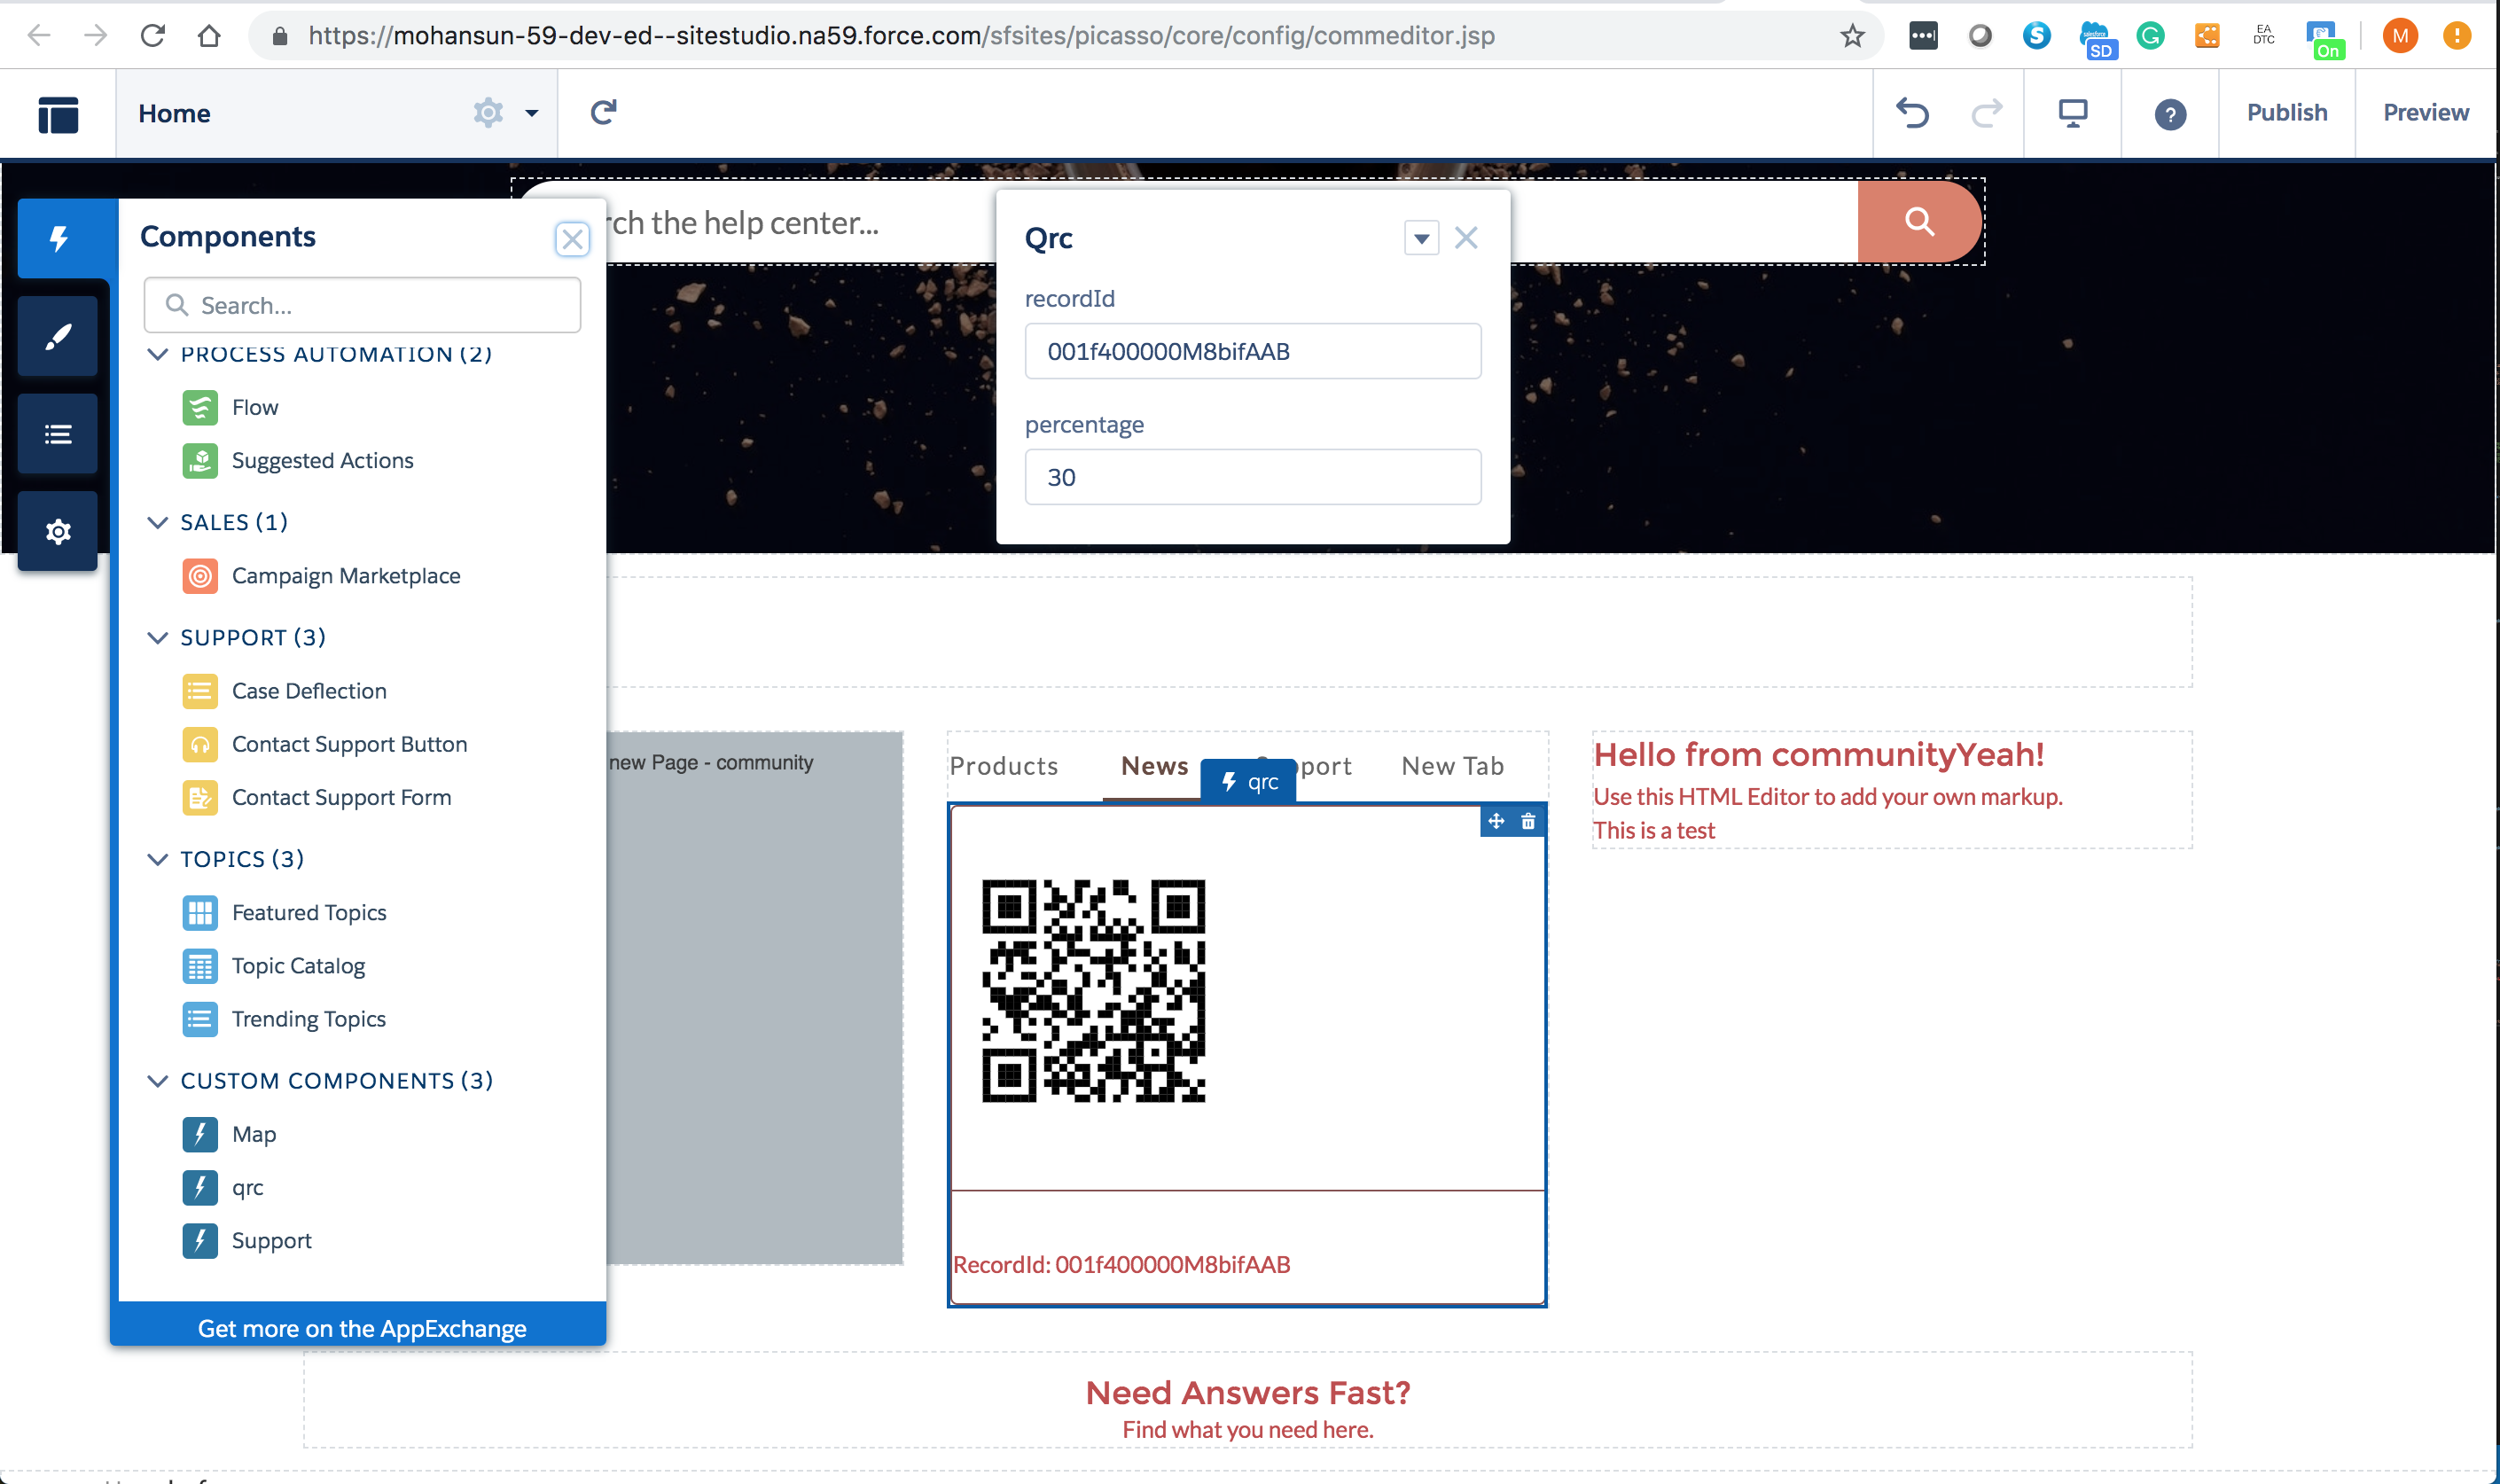 https://mohansun-59-dev-ed--sitestudio.na59.force.com/sfsites/picasso/core/config/commeditor.jsp
S
salesforce
SD
G
EA
DTC
On
M
!
Home
?
Publish
Preview
Components
Search...
PROCESS AUTOMATION (2)
Flow
Suggested Actions
SALES (1)
Campaign Marketplace
SUPPORT (3)
Case Deflection
Contact Support Button
Contact Support Form
TOPICS (3)
Featured Topics
Topic Catalog
Trending Topics
CUSTOM COMPONENTS (3)
Map
qrc
Support
Get more on the AppExchange
rch the help center...
Qrc
recordId
001f400000M8bifAAB
percentage
30
new Page - community
Products
News
pport
New Tab
qrc
RecordId: 001f400000M8bifAAB
Hello from communityYeah!
Use this HTML Editor to add your own markup.
This is a test
Need Answers Fast?
Find what you need here.